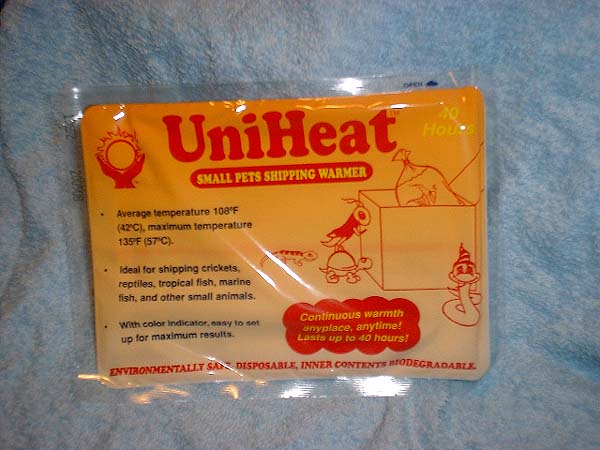 OPEN
UniHeat™
40
Hours
SMALL PETS SHIPPING WARMER
• Average temperature 108°F
(42°C), maximum temperature
135°F (57°C).
• Ideal for shipping crickets,
reptiles, tropical fish, marine
fish, and other small animals.
• With color indicator, easy to set
up for maximum results.
Continuous warmth
anyplace, anytime!
Lasts up to 40 hours!
ENVIRONMENTALLY SAFE, DISPOSABLE, INNER CONTENTS BIODEGRADABLE.